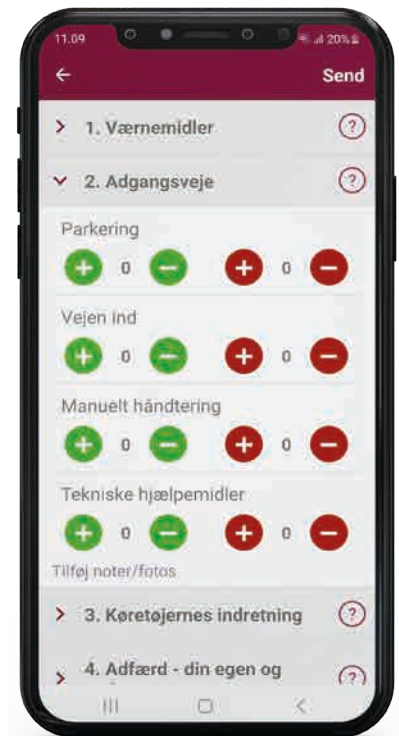 11.09 20%
Send
1. Værnemidler ?
2. Adgangsveje ?
Parkering
0 0
Vejen ind
0 0
Manuelt håndtering
0 0
Tekniske hjælpemidler
0 0
Tilføj noter/fotos
3. Køretøjernes indretning ?
4. Adfærd - din egen og ?